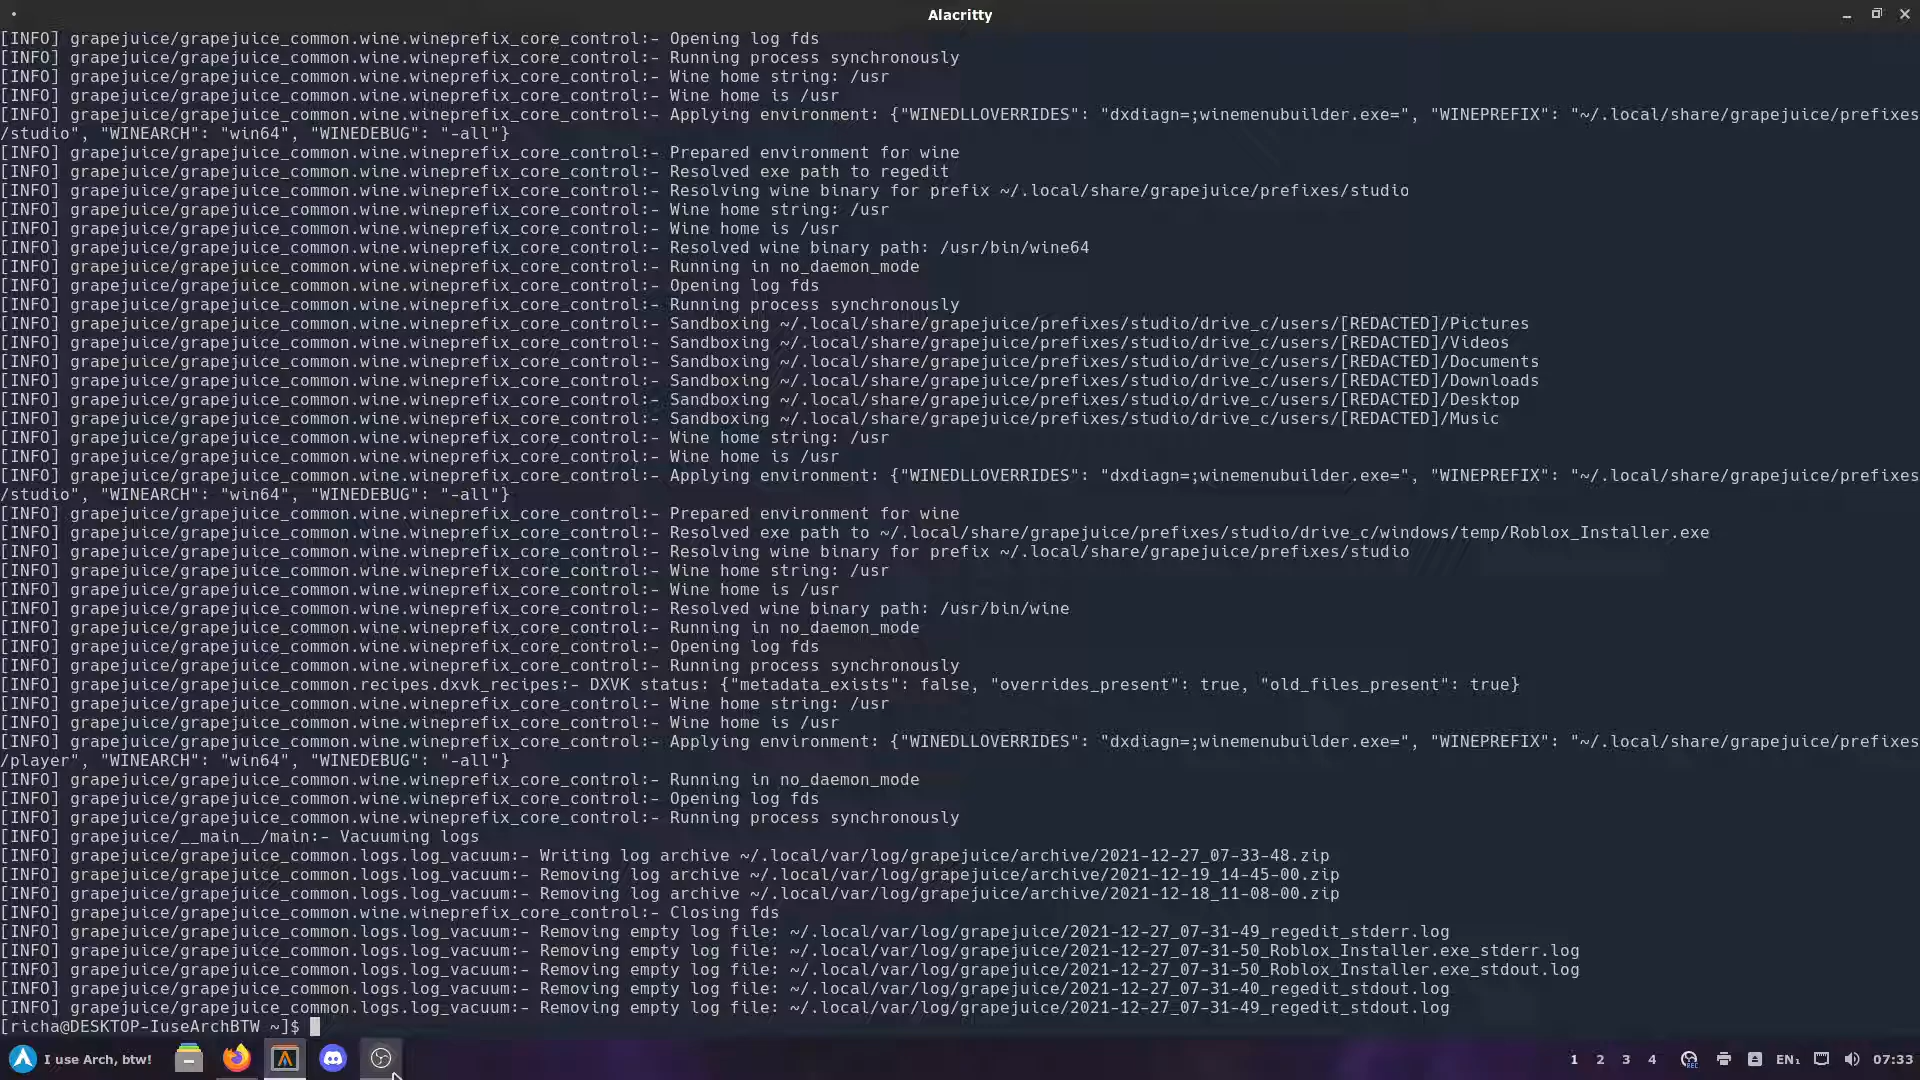 Alacritty
[INFO] grapejuice/grapejuice_common.wine.wineprefix_core_control:- Opening log fds
[INFO] grapejuice/grapejuice_common.wine.wineprefix_core_control:- Running process synchronously
[INFO] grapejuice/grapejuice_common.wine.wineprefix_core_control:- Wine home string: /usr
[INFO] grapejuice/grapejuice_common.wine.wineprefix_core_control:- Wine home is /usr
[INFO] grapejuice/grapejuice_common.wine.wineprefix_core_control:- Applying environment: {"WINEDLLOVERRIDES": "dxdiagn=;winemenubuilder.exe=", "WINEPREFIX": "~/.local/share/grapejuice/prefixes
/studio", "WINEARCH": "win64", "WINEDEBUG": "-all"}
[INFO] grapejuice/grapejuice_common.wine.wineprefix_core_control:- Prepared environment for wine
[INFO] grapejuice/grapejuice_common.wine.wineprefix_core_control:- Resolved exe path to regedit
[INFO] grapejuice/grapejuice_common.wine.wineprefix_core_control:- Resolving wine binary for prefix ~/.local/share/grapejuice/prefixes/studio
[INFO] grapejuice/grapejuice_common.wine.wineprefix_core_control:- Wine home string: /usr
[INFO] grapejuice/grapejuice_common.wine.wineprefix_core_control:- Wine home is /usr
[INFO] grapejuice/grapejuice_common.wine.wineprefix_core_control:- Resolved wine binary path: /usr/bin/wine64
[INFO] grapejuice/grapejuice_common.wine.wineprefix_core_control:- Running in no_daemon_mode
[INFO] grapejuice/grapejuice_common.wine.wineprefix_core_control:- Opening log fds
[INFO] grapejuice/grapejuice_common.wine.wineprefix_core_control:- Running process synchronously
[INFO] grapejuice/grapejuice_common.wine.wineprefix_core_control:- Sandboxing ~/.local/share/grapejuice/prefixes/studio/drive_c/users/[REDACTED]/Pictures
[INFO] grapejuice/grapejuice_common.wine.wineprefix_core_control:- Sandboxing ~/.local/share/grapejuice/prefixes/studio/drive_c/users/[REDACTED]/Videos
[INFO] grapejuice/grapejuice_common.wine.wineprefix_core_control:- Sandboxing ~/.local/share/grapejuice/prefixes/studio/drive_c/users/[REDACTED]/Documents
[INFO] grapejuice/grapejuice_common.wine.wineprefix_core_control:- Sandboxing ~/.local/share/grapejuice/prefixes/studio/drive_c/users/[REDACTED]/Downloads
[INFO] grapejuice/grapejuice_common.wine.wineprefix_core_control:- Sandboxing ~/.local/share/grapejuice/prefixes/studio/drive_c/users/[REDACTED]/Desktop
[INFO] grapejuice/grapejuice_common.wine.wineprefix_core_control:- Sandboxing ~/.local/share/grapejuice/prefixes/studio/drive_c/users/[REDACTED]/Music
[INFO] grapejuice/grapejuice_common.wine.wineprefix_core_control:- Wine home string: /usr
[INFO] grapejuice/grapejuice_common.wine.wineprefix_core_control:- Wine home is /usr
[INFO] grapejuice/grapejuice_common.wine.wineprefix_core_control:- Applying environment: {"WINEDLLOVERRIDES": "dxdiagn=;winemenubuilder.exe=", "WINEPREFIX": "~/.local/share/grapejuice/prefixes
/studio", "WINEARCH": "win64", "WINEDEBUG": "-all"}
[INFO] grapejuice/grapejuice_common.wine.wineprefix_core_control:- Prepared environment for wine
[INFO] grapejuice/grapejuice_common.wine.wineprefix_core_control:- Resolved exe path to ~/.local/share/grapejuice/prefixes/studio/drive_c/windows/temp/Roblox_Installer.exe
[INFO] grapejuice/grapejuice_common.wine.wineprefix_core_control:- Resolving wine binary for prefix ~/.local/share/grapejuice/prefixes/studio
[INFO] grapejuice/grapejuice_common.wine.wineprefix_core_control:- Wine home string: /usr
[INFO] grapejuice/grapejuice_common.wine.wineprefix_core_control:- Wine home is /usr
[INFO] grapejuice/grapejuice_common.wine.wineprefix_core_control:- Resolved wine binary path: /usr/bin/wine
[INFO] grapejuice/grapejuice_common.wine.wineprefix_core_control:- Running in no_daemon_mode
[INFO] grapejuice/grapejuice_common.wine.wineprefix_core_control:- Opening log fds
[INFO] grapejuice/grapejuice_common.wine.wineprefix_core_control:- Running process synchronously
[INFO] grapejuice/grapejuice_common.recipes.dxvk_recipes:- DXVK status: {"metadata_exists": false, "overrides_present": true, "old_files_present": true}
[INFO] grapejuice/grapejuice_common.wine.wineprefix_core_control:- Wine home string: /usr
[INFO] grapejuice/grapejuice_common.wine.wineprefix_core_control:- Wine home is /usr
[INFO] grapejuice/grapejuice_common.wine.wineprefix_core_control:- Applying environment: {"WINEDLLOVERRIDES": "dxdiagn=;winemenubuilder.exe=", "WINEPREFIX": "~/.local/share/grapejuice/prefixes
/player", "WINEARCH": "win64", "WINEDEBUG": "-all"}
[INFO] grapejuice/grapejuice_common.wine.wineprefix_core_control:- Running in no_daemon_mode
[INFO] grapejuice/grapejuice_common.wine.wineprefix_core_control:- Opening log fds
[INFO] grapejuice/grapejuice_common.wine.wineprefix_core_control:- Running process synchronously
[INFO] grapejuice/__main__/main:- Vacuuming logs
[INFO] grapejuice/grapejuice_common.logs.log_vacuum:- Writing log archive ~/.local/var/log/grapejuice/archive/2021-12-27_07-33-48.zip
[INFO] grapejuice/grapejuice_common.logs.log_vacuum:- Removing log archive ~/.local/var/log/grapejuice/archive/2021-12-19_14-45-00.zip
[INFO] grapejuice/grapejuice_common.logs.log_vacuum:- Removing log archive ~/.local/var/log/grapejuice/archive/2021-12-18_11-08-00.zip
[INFO] grapejuice/grapejuice_common.wine.wineprefix_core_control:- Closing fds
[INFO] grapejuice/grapejuice_common.logs.log_vacuum:- Removing empty log file: ~/.local/var/log/grapejuice/2021-12-27_07-31-49_regedit_stderr.log
[INFO] grapejuice/grapejuice_common.logs.log_vacuum:- Removing empty log file: ~/.local/var/log/grapejuice/2021-12-27_07-31-50_Roblox_Installer.exe_stderr.log
[INFO] grapejuice/grapejuice_common.logs.log_vacuum:- Removing empty log file: ~/.local/var/log/grapejuice/2021-12-27_07-31-50_Roblox_Installer.exe_stdout.log
[INFO] grapejuice/grapejuice_common.logs.log_vacuum:- Removing empty log file: ~/.local/var/log/grapejuice/2021-12-27_07-31-40_regedit_stdout.log
[INFO] grapejuice/grapejuice_common.logs.log_vacuum:- Removing empty log file: ~/.local/var/log/grapejuice/2021-12-27_07-31-49_regedit_stdout.log
[richa@DESKTOP-IuseArchBTW ~]$
I use Arch, btw! 1 2 3 4 REC EN₁ 07:33